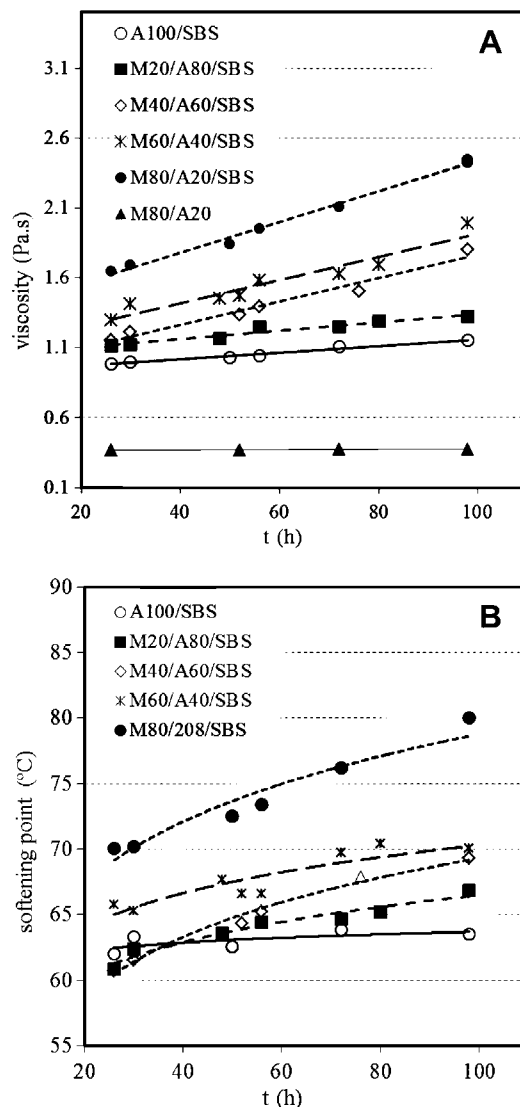 A
A100/SBS
M20/A80/SBS
M40/A60/SBS
M60/A40/SBS
M80/A20/SBS
M80/A20
3.1
2.6
2.1
1.6
1.1
0.6
0.1
viscosity (Pa.s)
20 40 60 80 100
t (h)
B
A100/SBS
M20/A80/SBS
M40/A60/SBS
M60/A40/SBS
M80/208/SBS
90
85
80
75
70
65
60
55
softening point (°C)
20 40 60 80 100
t (h)